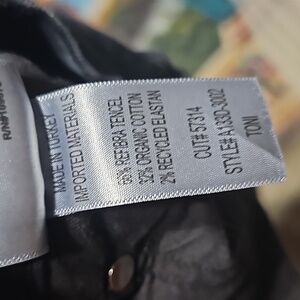 MADE IN TURKEY
IMPORTED MATERIALS
66% REFIBRA TENCEL
32% ORGANIC COTTON
2% RECYCLED ELASTAN
CUT# 57314
STYLE# A1330-3002
TONI